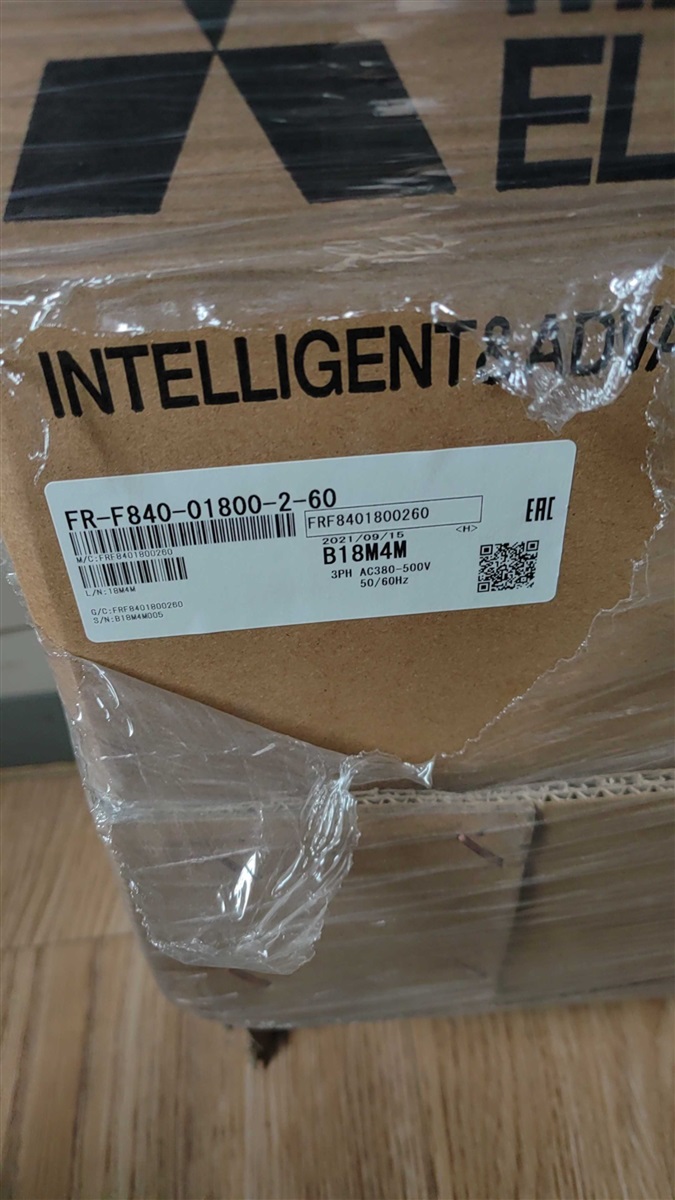 EL
INTELLIGENT & ADVA
FR-F840-01800-2-60
FRF8401800260
EAC
M/C:FRF8401800260
2021/09/15
<H>
B18M4M
L/N:18M4M
3PH AC380-500V
50/60Hz
Q/C:FRF8401800260
S/N:B18M4M005